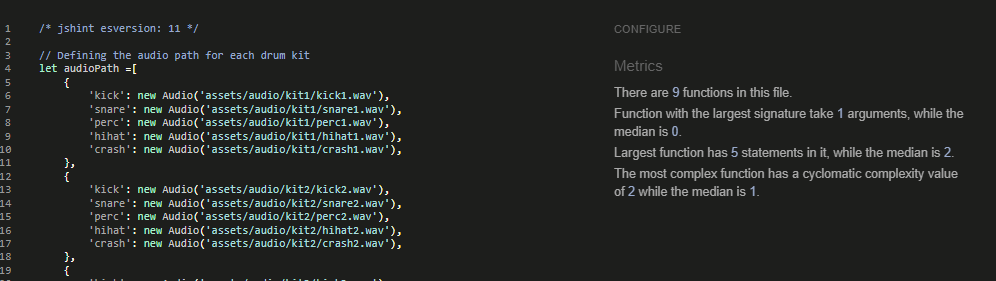 1 /* jshint esversion: 11 */
2
3 // Defining the audio path for each drum kit
4 let audioPath =[
5 {
6 'kick': new Audio('assets/audio/kit1/kick1.wav'),
7 'snare': new Audio('assets/audio/kit1/snare1.wav'),
8 'perc': new Audio('assets/audio/kit1/perc1.wav'),
9 'hihat': new Audio('assets/audio/kit1/hihat1.wav'),
10 'crash': new Audio('assets/audio/kit1/crash1.wav'),
11 },
12 {
13 'kick': new Audio('assets/audio/kit2/kick2.wav'),
14 'snare': new Audio('assets/audio/kit2/snare2.wav'),
15 'perc': new Audio('assets/audio/kit2/perc2.wav'),
16 'hihat': new Audio('assets/audio/kit2/hihat2.wav'),
17 'crash': new Audio('assets/audio/kit2/crash2.wav'),
18 },
19 {
CONFIGURE
Metrics
There are 9 functions in this file.
Function with the largest signature take 1 arguments, while the
median is 0.
Largest function has 5 statements in it, while the median is 2.
The most complex function has a cyclomatic complexity value
of 2 while the median is 1.